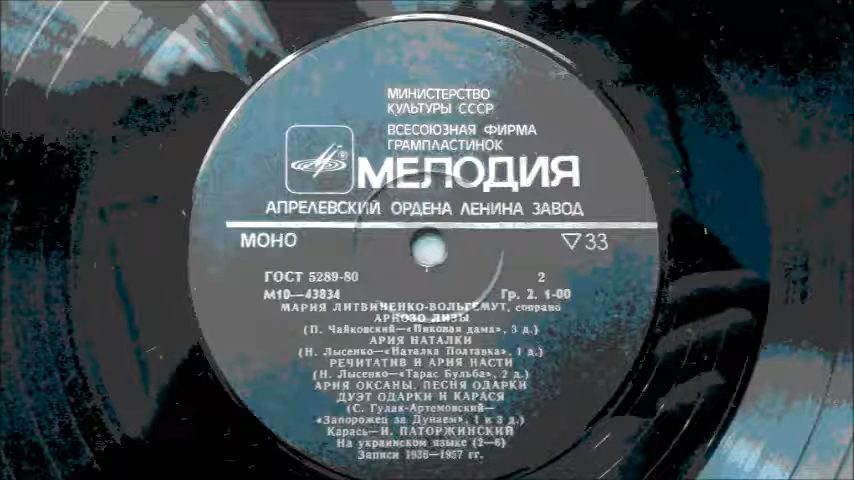 МИНИСТЕРСТВО
КУЛЬТУРЫ СССР
ВСЕСОЮЗНАЯ ФИРМА
ГРАМПЛАСТИНОК
МЕЛОДИЯ
АПРЕЛЕВСКИЙ ОРДЕНА ЛЕНИНА ЗАВОД
МОНО ▽33
ГОСТ 5289-80 2
М10—43834 Гр. 2. 1-00
МАРИЯ ЛИТВИНЕНКО-ВОЛЬГЕМУТ, сопрано
АРИОЗО ЛИЗЫ
(П. Чайковский—«Пиковая дама», 3 д.)
АРИЯ НАТАЛКИ
(Н. Лысенко—«Наталка Полтавка», 1 д.)
РЕЧИТАТИВ И АРИЯ НАСТИ
(Н. Лысенко—«Тарас Бульба», 2 д.)
АРИЯ ОКСАНЫ, ПЕСНЯ ОДАРКИ
ДУЭТ ОДАРКИ И КАРАСЯ
(С. Гулак-Артемовский—
«Запорожец за Дунаем», 1 и 3 д.)
Карась—И. ПАТОРЖИНСКИЙ
На украинском языке (2—6)
Записи 1936—1957 гг.